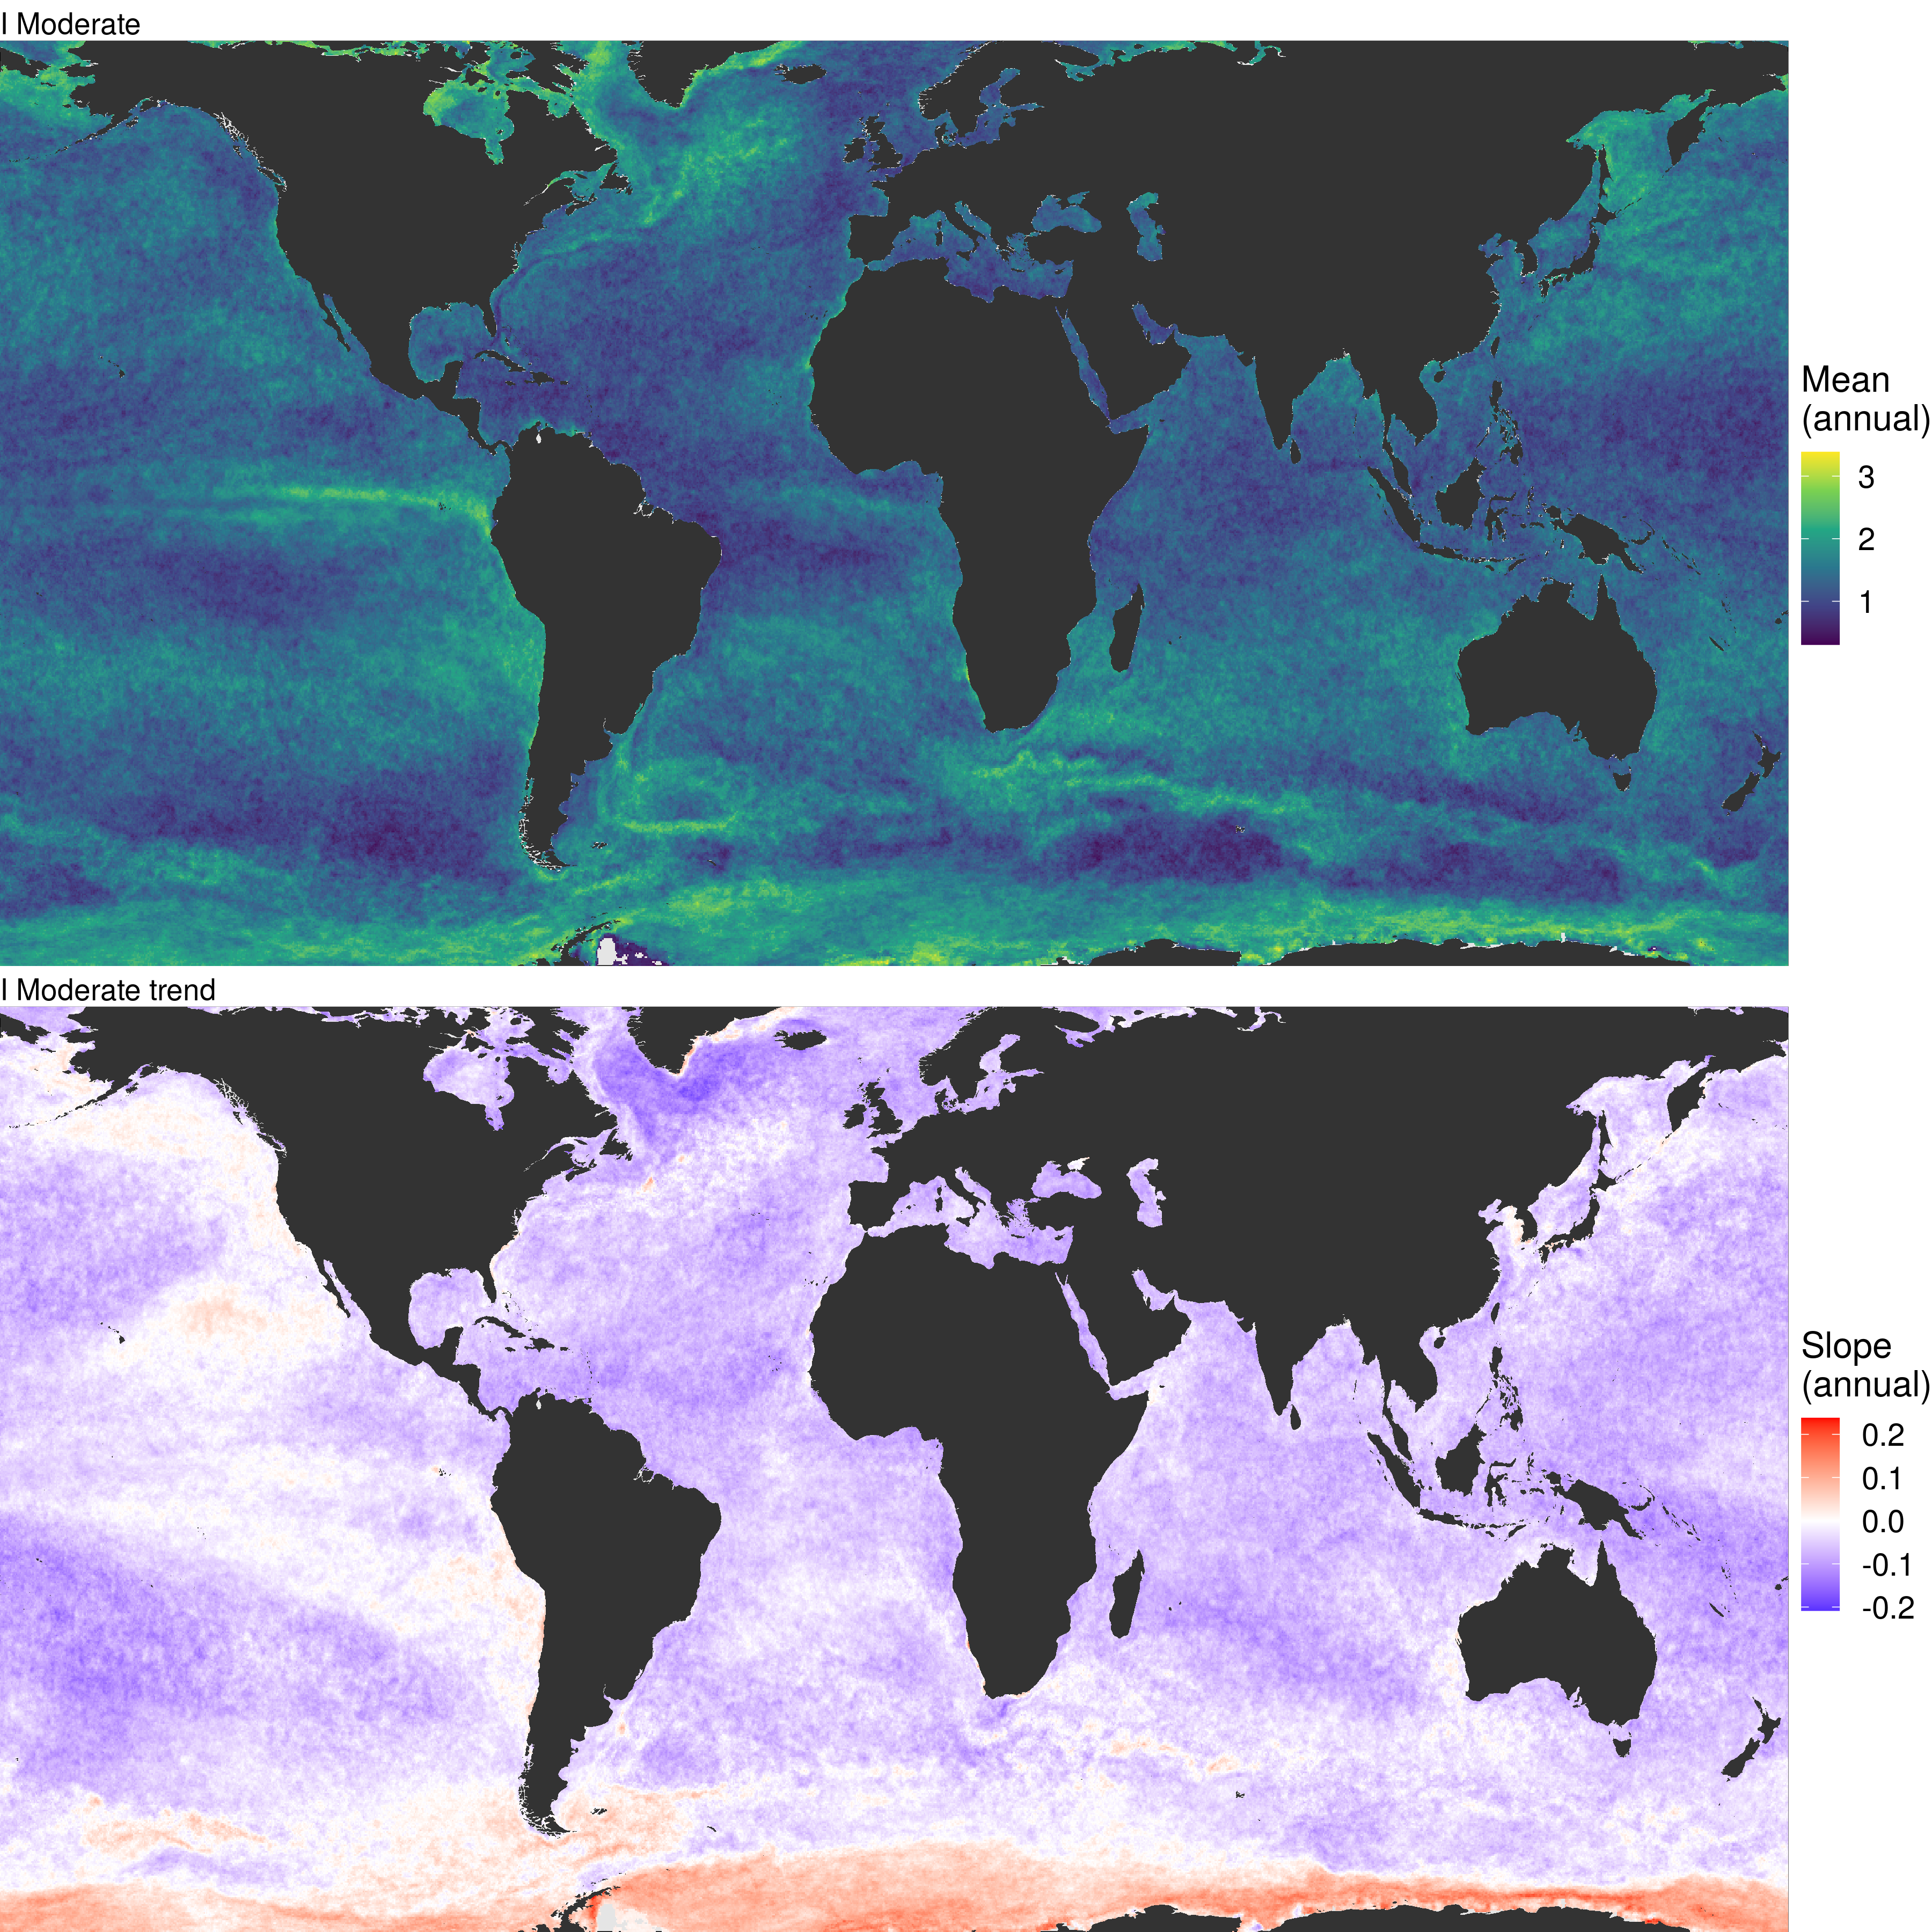 I Moderate
Mean
(annual)
3
2
1
I Moderate trend
Slope
(annual)
0.2
0.1
0.0
-0.1
-0.2